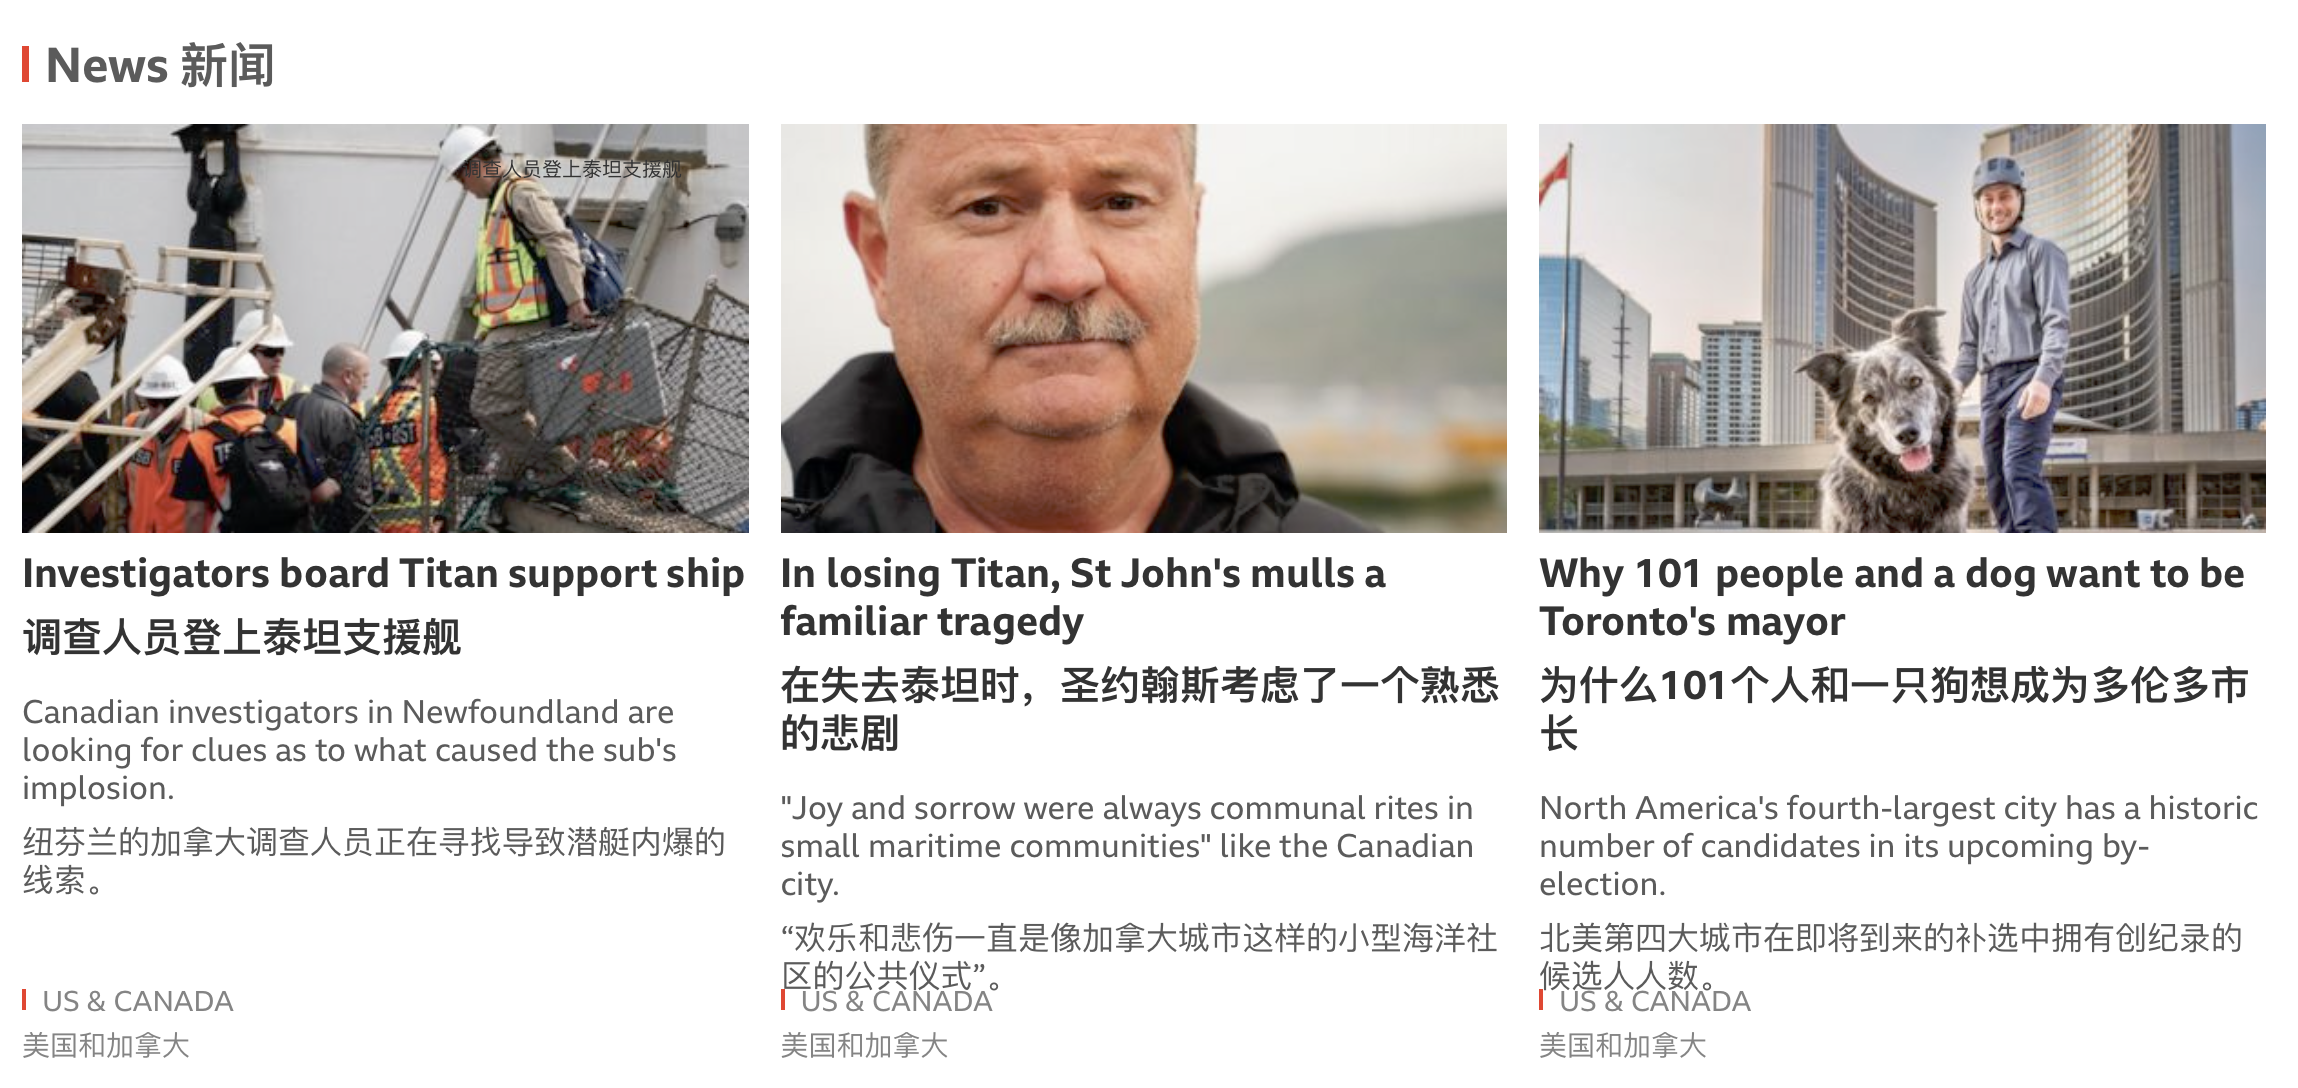 News 新闻
调查人员登上泰坦支援舰
Investigators board Titan support ship
调查人员登上泰坦支援舰
Canadian investigators in Newfoundland are
looking for clues as to what caused the sub's
implosion.
纽芬兰的加拿大调查人员正在寻找导致潜艇内爆的
线索。
US & CANADA
美国和加拿大
In losing Titan, St John's mulls a
familiar tragedy
在失去泰坦时，圣约翰斯考虑了一个熟悉
的悲剧
"Joy and sorrow were always communal rites in
small maritime communities" like the Canadian
city.
“欢乐和悲伤一直是像加拿大城市这样的小型海洋社
区的公共仪式”。
US & CANADA
美国和加拿大
Why 101 people and a dog want to be
Toronto's mayor
为什么101个人和一只狗想成为多伦多市
长
North America's fourth-largest city has a historic
number of candidates in its upcoming by-
election.
北美第四大城市在即将到来的补选中拥有创纪录的
候选人人数。
US & CANADA
美国和加拿大